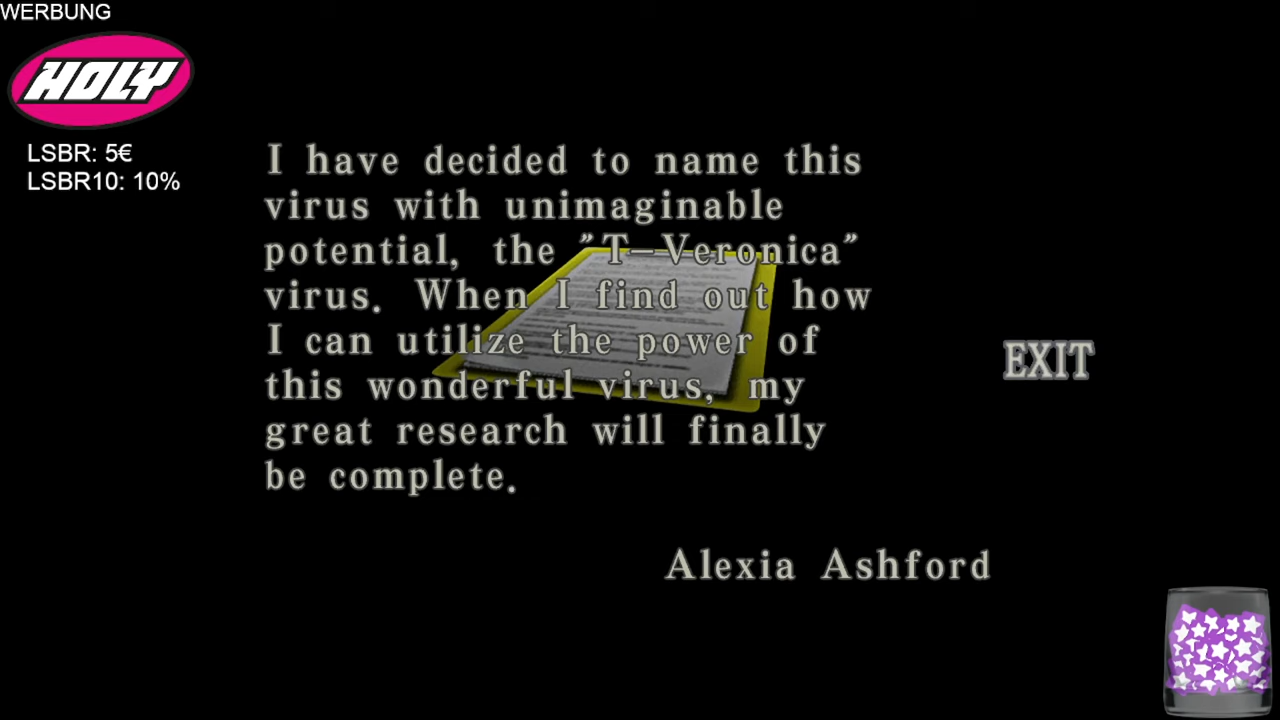 WERBUNG
HOLY
LSBR: 5€
LSBR10: 10%
I have decided to name this
virus with unimaginable
potential, the "T-Veronica"
virus. When I find out how
I can utilize the power of
this wonderful virus, my
great research will finally
be complete.
EXIT
Alexia Ashford